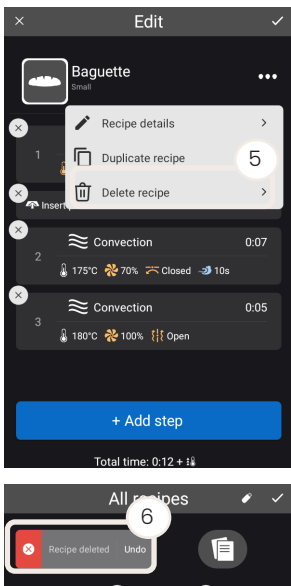 Edit
Baguette
Small
Recipe details
1
Duplicate recipe
5
Insert
Delete recipe
Convection 0:07
2
175°C 70% Closed 10s
Convection 0:05
3
180°C 100% Open
+ Add step
Total time: 0:12 +
All recipes
6
Recipe deleted Undo